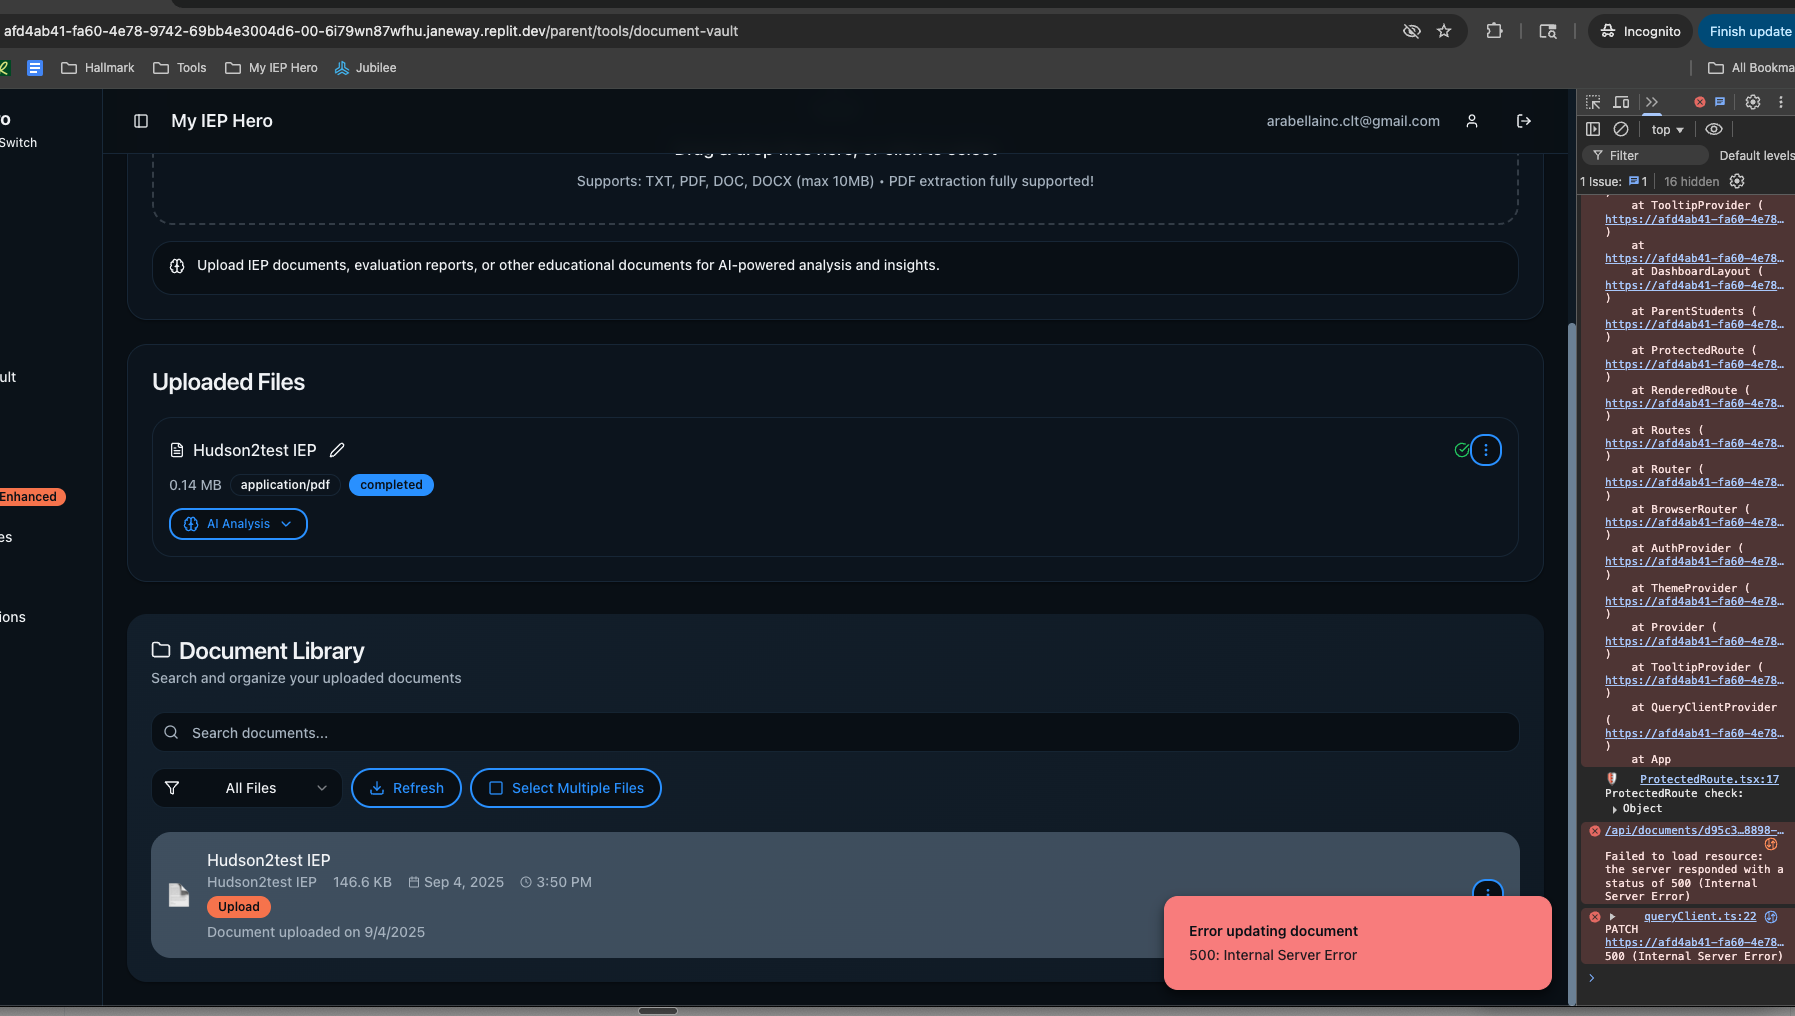 afd4ab41-fa60-4e78-9742-69bb4e3004d6-00-6i79wn87wfhu.janeway.replit.dev/parent/tools/document-vault
Incognito
Finish update
Hallmark
Tools
My IEP Hero
Jubilee
All Bookma
ro
Switch
ult
Enhanced
es
ions
My IEP Hero
arabellainc.clt@gmail.com
Drag & drop files here, or click to select
Supports: TXT, PDF, DOC, DOCX (max 10MB) • PDF extraction fully supported!
Upload IEP documents, evaluation reports, or other educational documents for AI-powered analysis and insights.
Uploaded Files
Hudson2test IEP
0.14 MB application/pdf completed
AI Analysis
Document Library
Search and organize your uploaded documents
Search documents...
All Files
Refresh
Select Multiple Files
Hudson2test IEP
Hudson2test IEP 146.6 KB Sep 4, 2025 3:50 PM
Upload
Document uploaded on 9/4/2025
Error updating document
500: Internal Server Error
top
Filter
Default levels
1 Issue: 1 16 hidden
at TooltipProvider (
https://afd4ab41-fa60-4e78…
)
at
https://afd4ab41-fa60-4e78…
at DashboardLayout (
https://afd4ab41-fa60-4e78…
)
at ParentStudents (
https://afd4ab41-fa60-4e78…
)
at ProtectedRoute (
https://afd4ab41-fa60-4e78…
)
at RenderedRoute (
https://afd4ab41-fa60-4e78…
)
at Routes (
https://afd4ab41-fa60-4e78…
)
at Router (
https://afd4ab41-fa60-4e78…
)
at BrowserRouter (
https://afd4ab41-fa60-4e78…
)
at AuthProvider (
https://afd4ab41-fa60-4e78…
)
at ThemeProvider (
https://afd4ab41-fa60-4e78…
)
at Provider (
https://afd4ab41-fa60-4e78…
)
at TooltipProvider (
https://afd4ab41-fa60-4e78…
)
at QueryClientProvider
(
https://afd4ab41-fa60-4e78…
)
at App
ProtectedRoute.tsx:17
ProtectedRoute check:
Object
/api/documents/d95c3…8898-…
Failed to load resource:
the server responded with a
status of 500 (Internal
Server Error)
queryClient.ts:22
PATCH
https://afd4ab41-fa60-4e78…
500 (Internal Server Error)